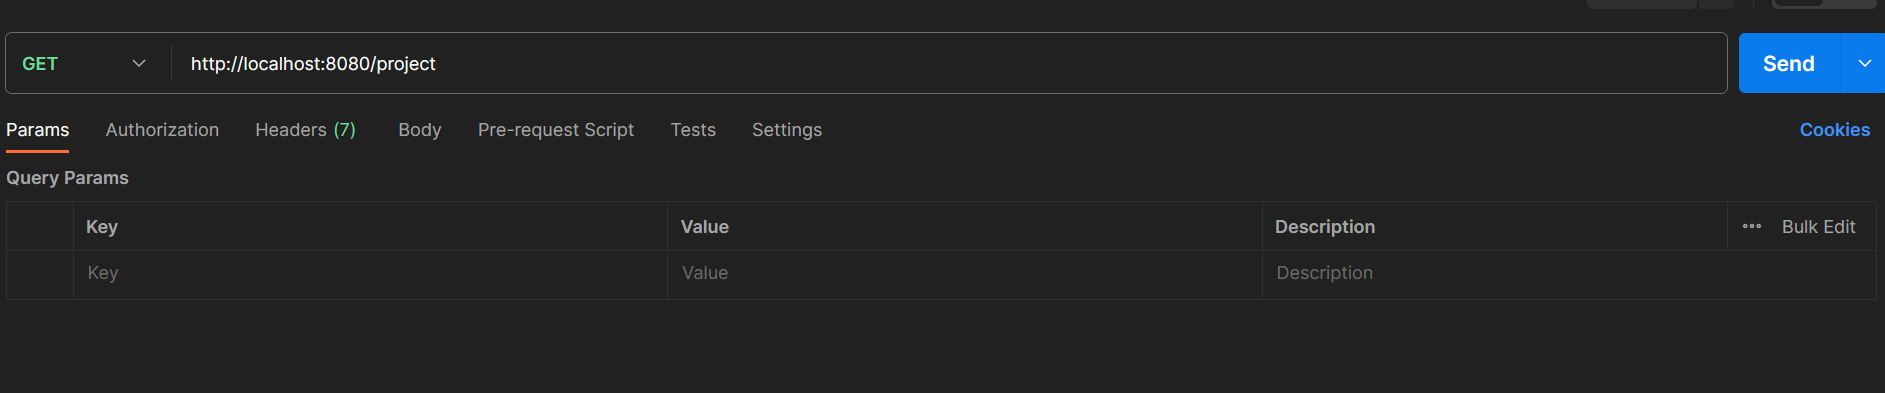 GET http://localhost:8080/project Send
Params Authorization Headers (7) Body Pre-request Script Tests Settings Cookies
Query Params
Key Value Description Bulk Edit
Key Value Description